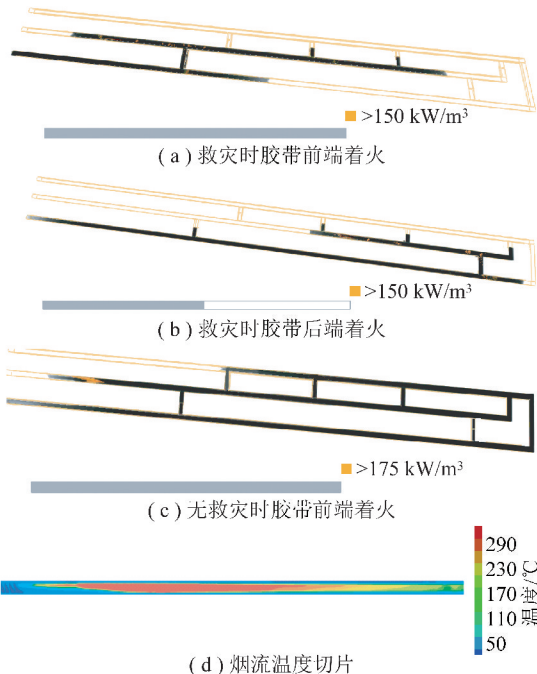 >150 kW/m³
(a)救灾时胶带前端着火
>150 kW/m³
(b)救灾时胶带后端着火
>175 kW/m³
(c)无救灾时胶带前端着火
290
230
170
110
50
温度/℃
(d)烟流温度切片